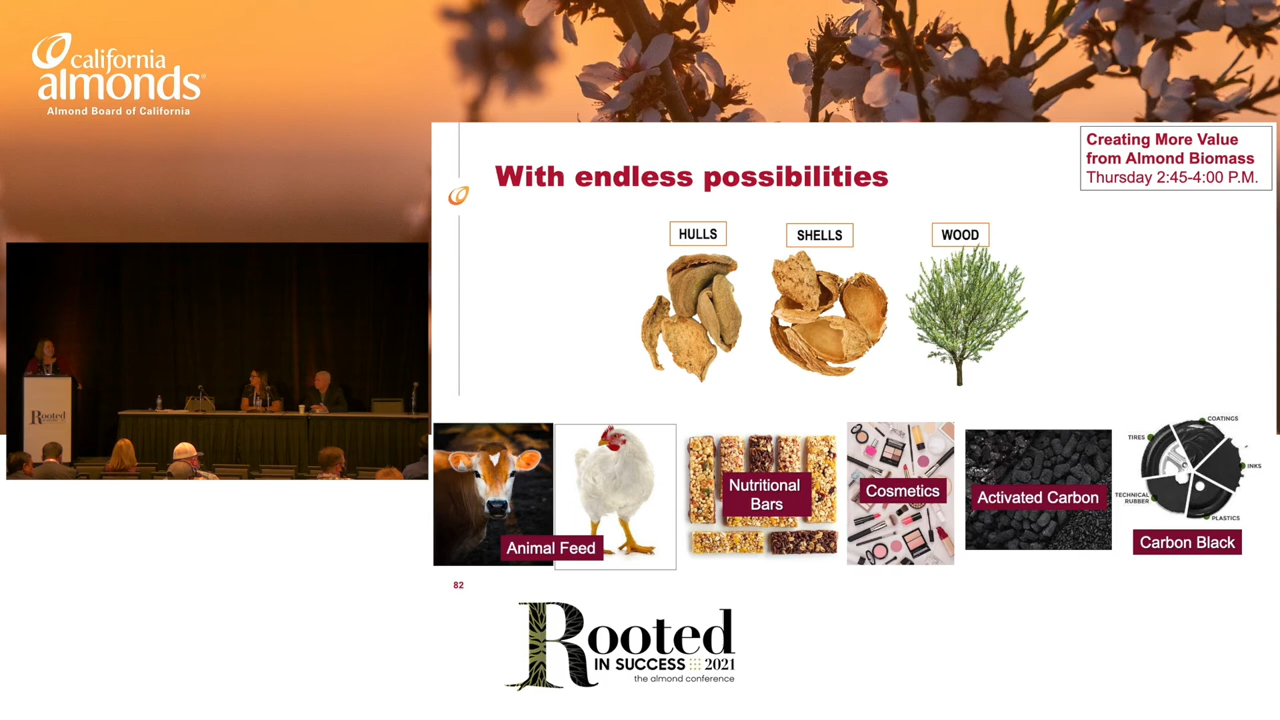 california
almonds®
Almond Board of California
Creating More Value
from Almond Biomass
Thursday 2:45-4:00 P.M.
With endless possibilities
HULLS
SHELLS
WOOD
Rooted
Animal Feed
Nutritional
Bars
Cosmetics
Activated Carbon
COATINGS
TIRES
INKS
TECHNICAL
RUBBER
PLASTICS
Carbon Black
82
Rooted
IN SUCCESS 2021
the almond conference